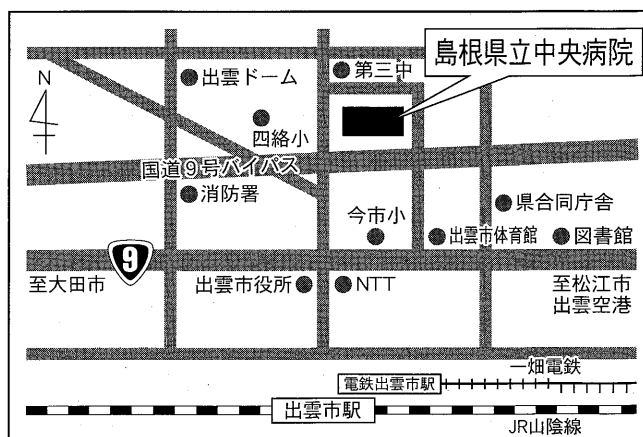 島根県立中央病院
N
出雲ドーム
第三中
四絡小
国道9号バイパス
消防署
県合同庁舎
今市小
出雲市体育館
図書館
9
至大田市
出雲市役所
NTT
至松江市
出雲空港
一畑電鉄
電鉄出雲市駅
出雲市駅
JR山陰線